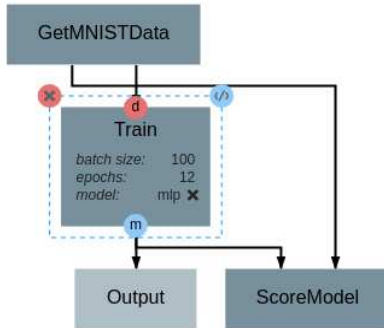 GetMNISTData
d
</>
Train
batch size: 100
epochs: 12
model: mlp ✖
m
Output ScoreModel